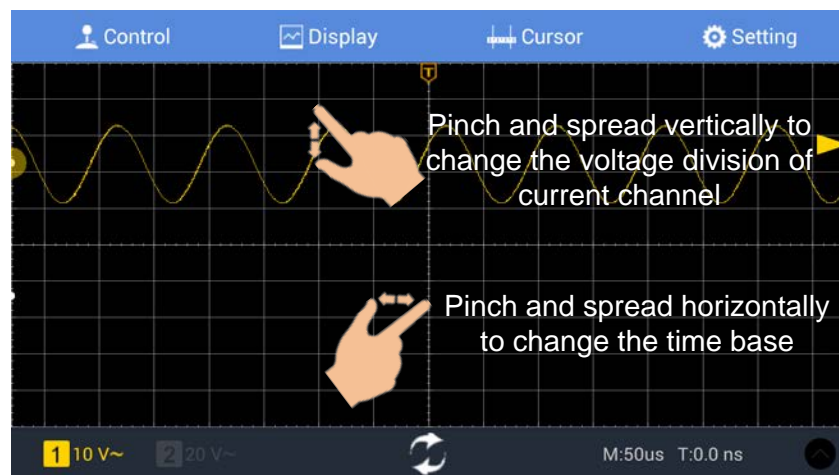 Control Display Cursor Setting
T
Pinch and spread vertically to
change the voltage division of
current channel
Pinch and spread horizontally
to change the time base
1 10 V~ 2 20 V~ M:50us T:0.0 ns